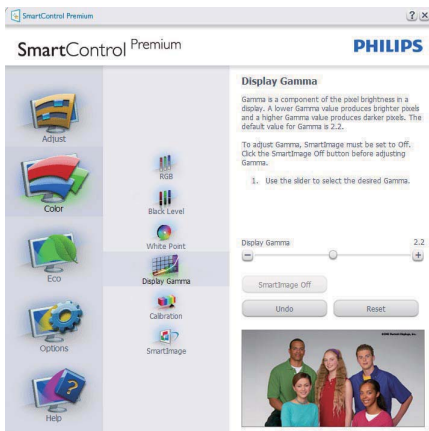 SmartControl Premium
? ×
SmartControl Premium
PHILIPS
Adjust
Color
Eco
Options
Help
RGB
Black Level
White Point
Display Gamma
Calibration
SmartImage
Display Gamma
Gamma is a component of the pixel brightness in a
display. A lower Gamma value produces brighter pixels
and a higher Gamma value produces darker pixels. The
default value for Gamma is 2.2.
To adjust Gamma, SmartImage must be set to Off.
Click the SmartImage Off button before adjusting
Gamma.
1. Use the slider to select the desired Gamma.
Display Gamma 2.2
SmartImage Off
Undo Reset